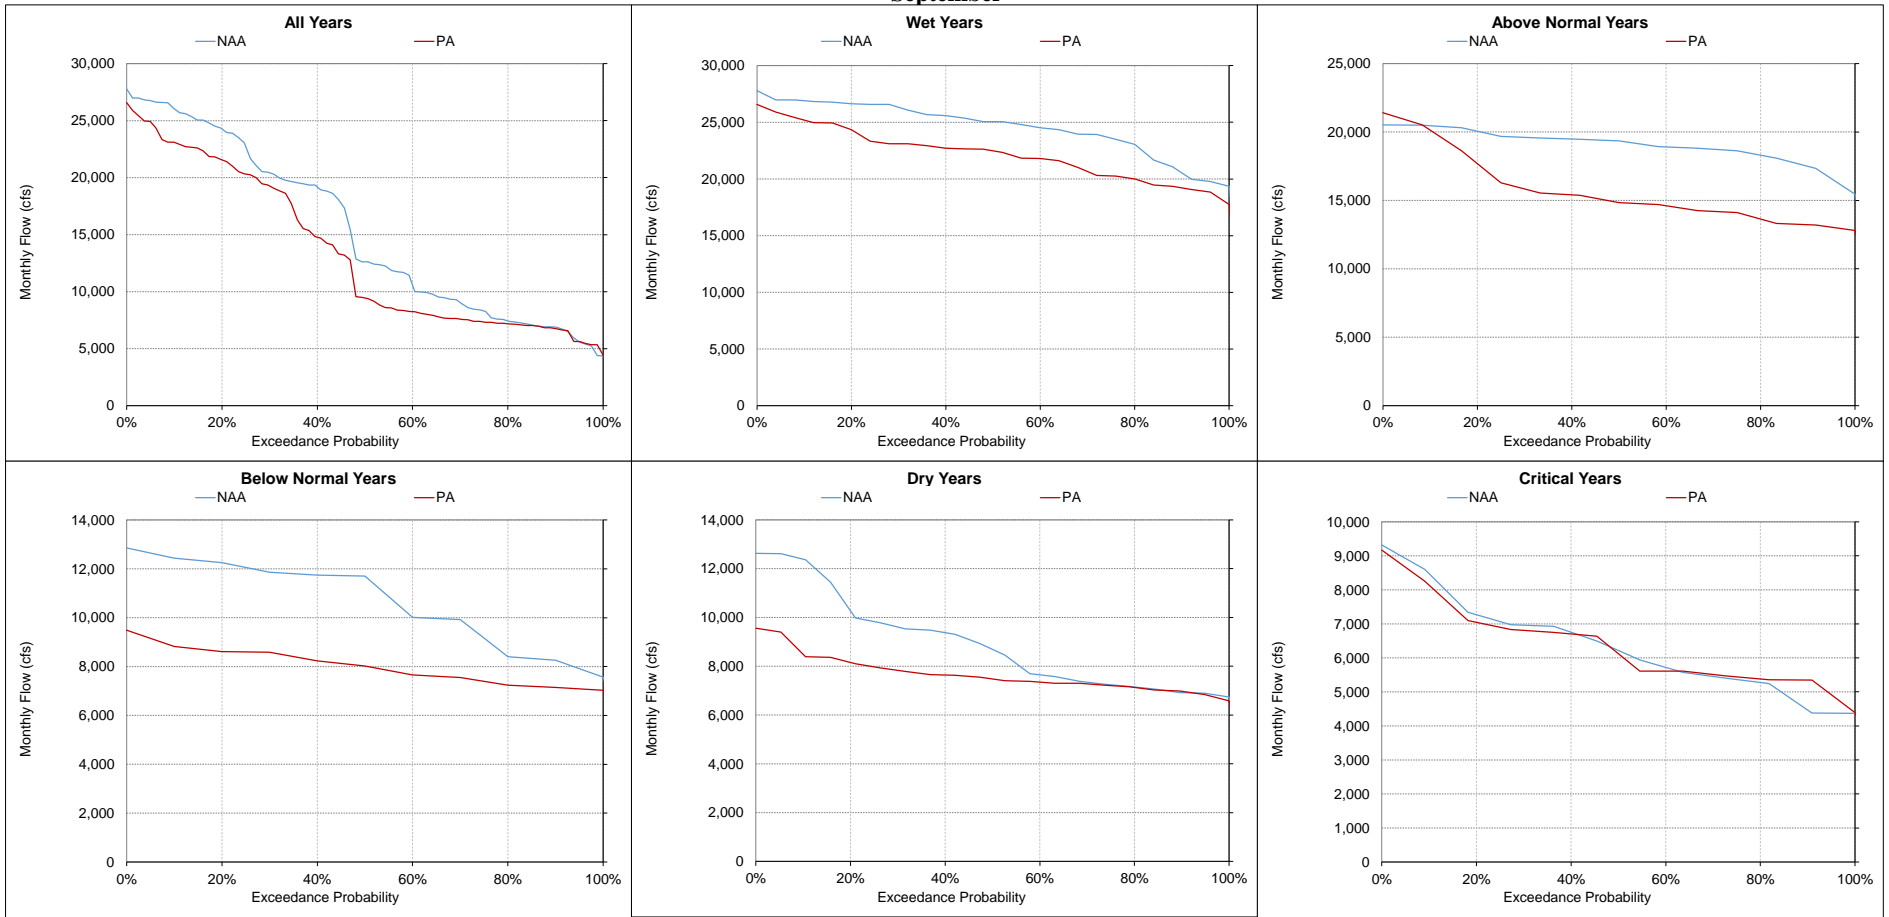 September
All Years
NAA PA
30,000
25,000
20,000
15,000
10,000
5,000
0
Monthly Flow (cfs)
0% 20% 40% 60% 80% 100%
Exceedance Probability
Wet Years
NAA PA
30,000
25,000
20,000
15,000
10,000
5,000
0
Monthly Flow (cfs)
0% 20% 40% 60% 80% 100%
Exceedance Probability
Above Normal Years
NAA PA
25,000
20,000
15,000
10,000
5,000
0
Monthly Flow (cfs)
0% 20% 40% 60% 80% 100%
Exceedance Probability
Below Normal Years
NAA PA
14,000
12,000
10,000
8,000
6,000
4,000
2,000
0
Monthly Flow (cfs)
0% 20% 40% 60% 80% 100%
Exceedance Probability
Dry Years
NAA PA
14,000
12,000
10,000
8,000
6,000
4,000
2,000
0
Monthly Flow (cfs)
0% 20% 40% 60% 80% 100%
Exceedance Probability
Critical Years
NAA PA
10,000
9,000
8,000
7,000
6,000
5,000
4,000
3,000
2,000
1,000
0
Monthly Flow (cfs)
0% 20% 40% 60% 80% 100%
Exceedance Probability